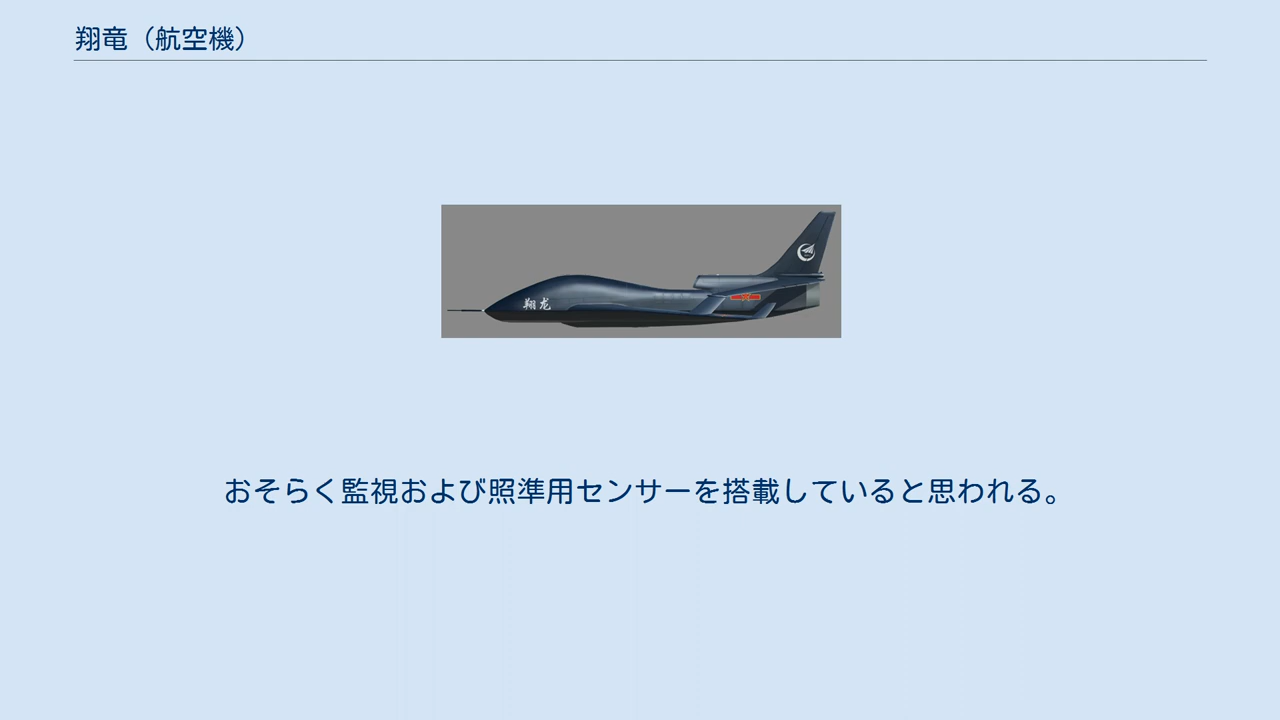 翔竜（航空機）
翔龙
おそらく監視および照準用センサーを搭載していると思われる。